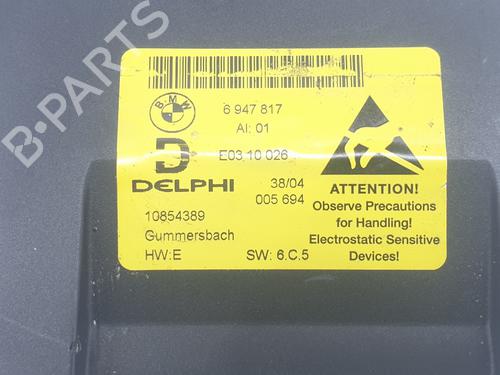 B-PARTS
BMW
6 947 817
AI: 01
D
E03 10 026
DELPHI
38/04
005 694
10854389
Gummersbach
HW:E
SW: 6.C.5
ATTENTION!
Observe Precautions
for Handling!
Electrostatic Sensitive
Devices!